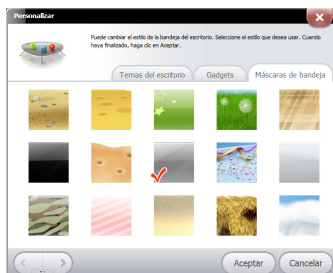 Personalizar
Puede cambiar el estilo de la bandeja del escritorio. Seleccione el estilo que desea usar. Cuando
haya finalizado, haga clic en Aceptar.
Temas del escritorio
Gadgets
Máscaras de bandeja
Aceptar
Cancelar